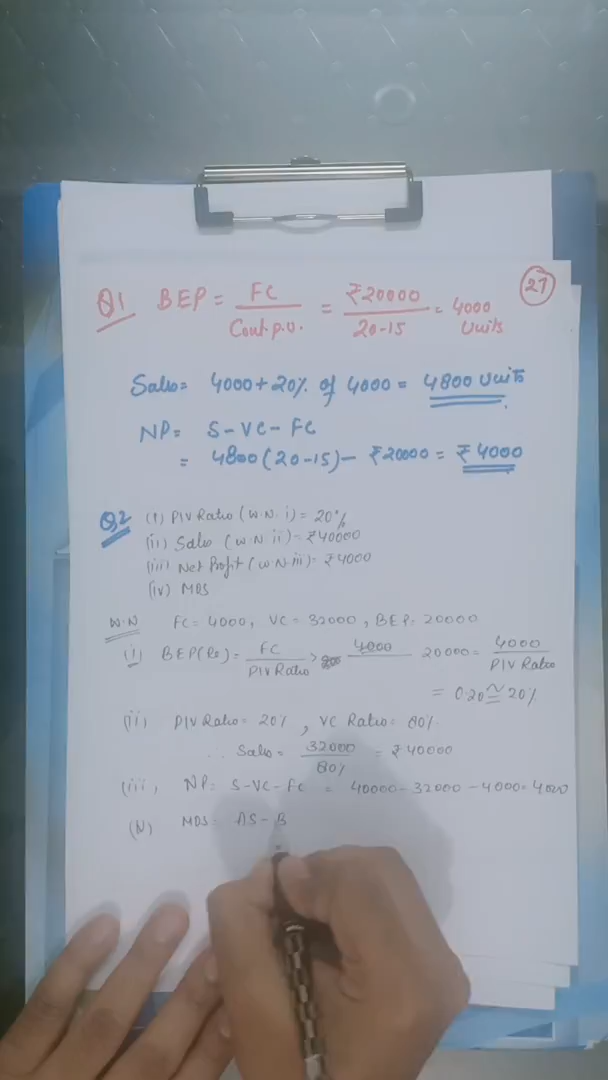 27
Q1 BEP = FC / Cont. p.u. = ₹20000 / 20-15 = 4000 Units
Sales = 4000 + 20% of 4000 = 4800 Units
NP = S-VC-FC
= 4800 (20-15) - ₹20000 = ₹4000
Q2 (i) P/V Ratio (W.N. i) = 20%
(ii) Sales (W.N ii) = ₹40000
(iii) Net Profit (W.N. iii) = ₹4000
(iv) MOS
W.N FC = 4000, VC = 32000, BEP = 20000
(i) BEP (Rs) = FC / P/V Ratio 4000 20000 = 4000 / P/V Ratio
= 0.20 ≅ 20%
(ii) P/V Ratio = 20%, VC Ratio = 80%
∴ Sales = 32000 / 80% = ₹40000
(iii) NP = S-VC-FC = 40000 - 32000 - 4000 = 4000
(iv) MOS = AS - B